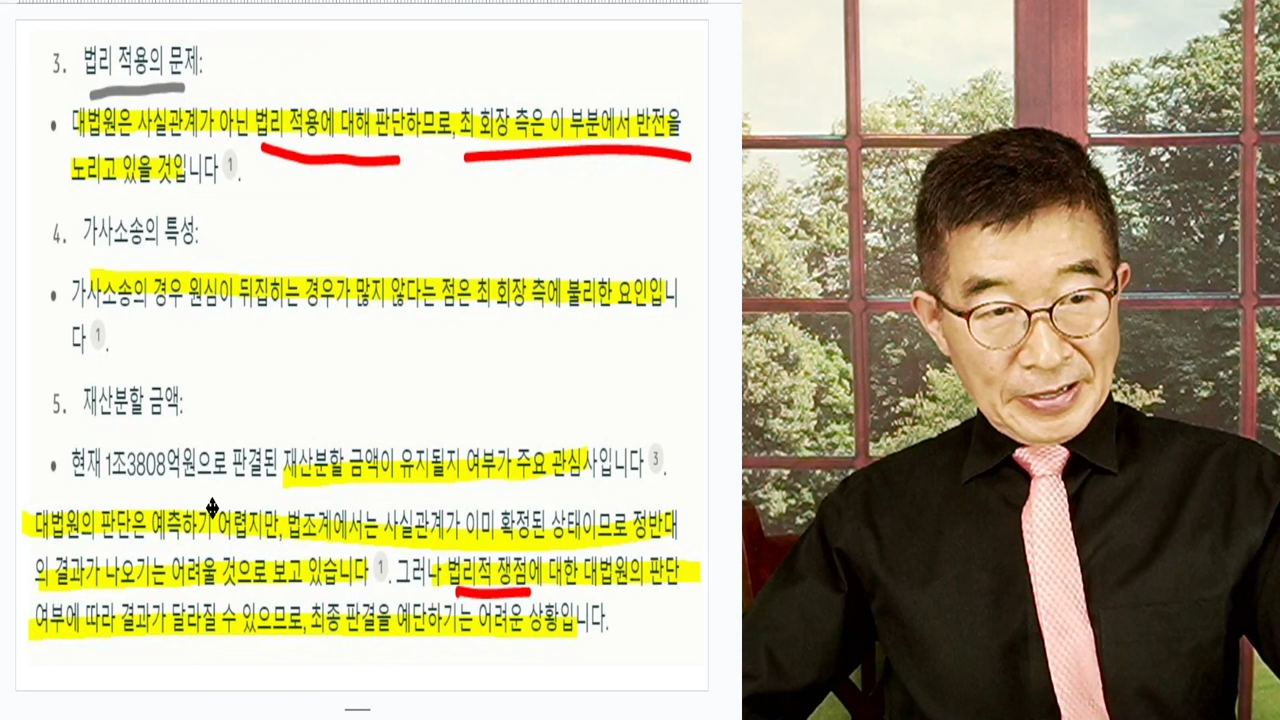 3. 법리 적용의 문제:
• 대법원은 사실관계가 아닌 법리 적용에 대해 판단하므로, 최 회장 측은 이 부분에서 반전을
노리고 있을 것입니다 1.
4. 가사소송의 특성:
• 가사소송의 경우 원심이 뒤집히는 경우가 많지 않다는 점은 최 회장 측에 불리한 요인입니
다 1.
5. 재산분할 금액:
• 현재 1조3808억원으로 판결된 재산분할 금액이 유지될지 여부가 주요 관심사입니다 3.
대법원의 판단은 예측하기 어렵지만, 법조계에서는 사실관계가 이미 확정된 상태이므로 정반대
의 결과가 나오기는 어려울 것으로 보고 있습니다 1. 그러나 법리적 쟁점에 대한 대법원의 판단
여부에 따라 결과가 달라질 수 있으므로, 최종 판결을 예단하기는 어려운 상황입니다.